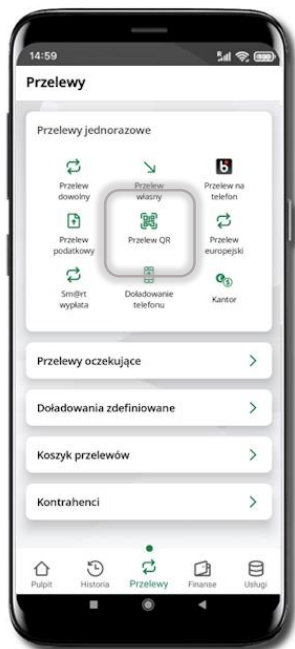 14:59
Przelewy
Przelewy jednorazowe
Przelew
dowolny
Przelew
własny
Przelew na
telefon
Przelew
podatkowy
Przelew QR
Przelew
europejski
Sm@rt
wypłata
Doładowanie
telefonu
Kantor
Przelewy oczekujące
Doładowania zdefiniowane
Koszyk przelewów
Kontrahenci
Pulpit
Historia
Przelewy
Finanse
Usługi